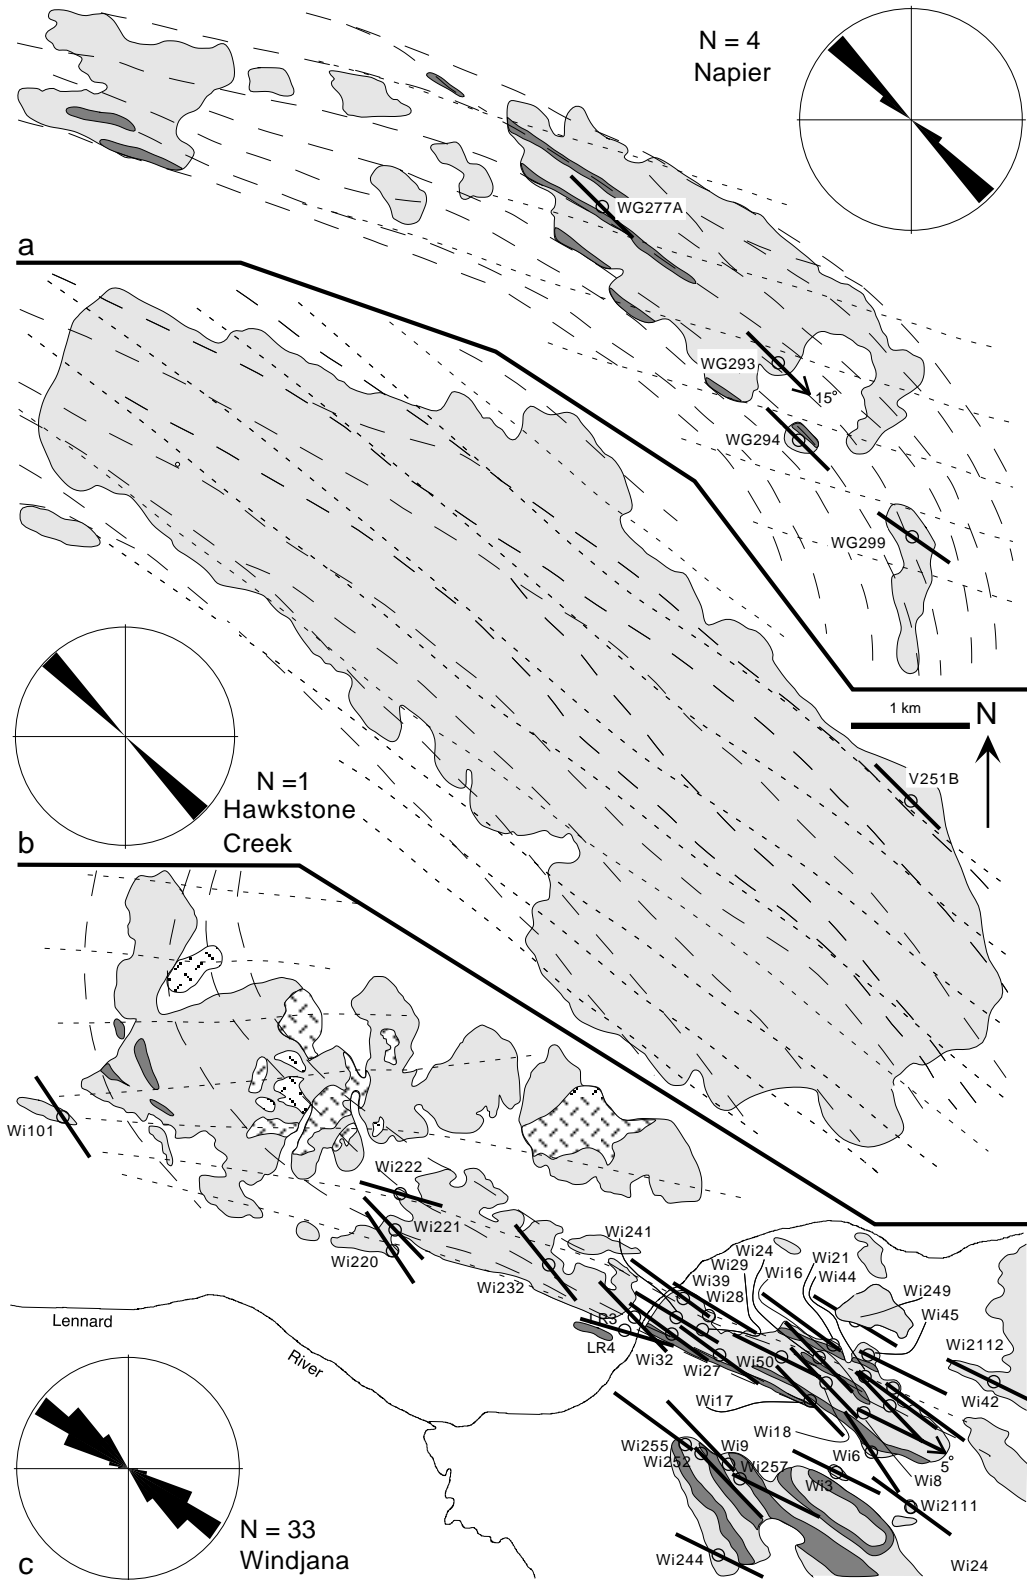 N = 4
Napier
WG277A
a
WG293
15°
WG294
WG299
1 km
N
V251B
N =1
Hawkstone
Creek
b
Wi101
Wi222
Wi221
Wi220
Wi232
Wi241
Wi24
Wi29
Wi39
Wi28
Wi16
Wi21
Wi44
Wi249
Wi45
LR3
LR4
Wi32
Wi27
Wi50
Wi2112
Wi42
Wi17
Wi18
Lennard
River
Wi255
Wi252
Wi9
Wi257
Wi6
5°
Wi8
Wi3
Wi2111
Wi244
Wi24
N = 33
Windjana
c